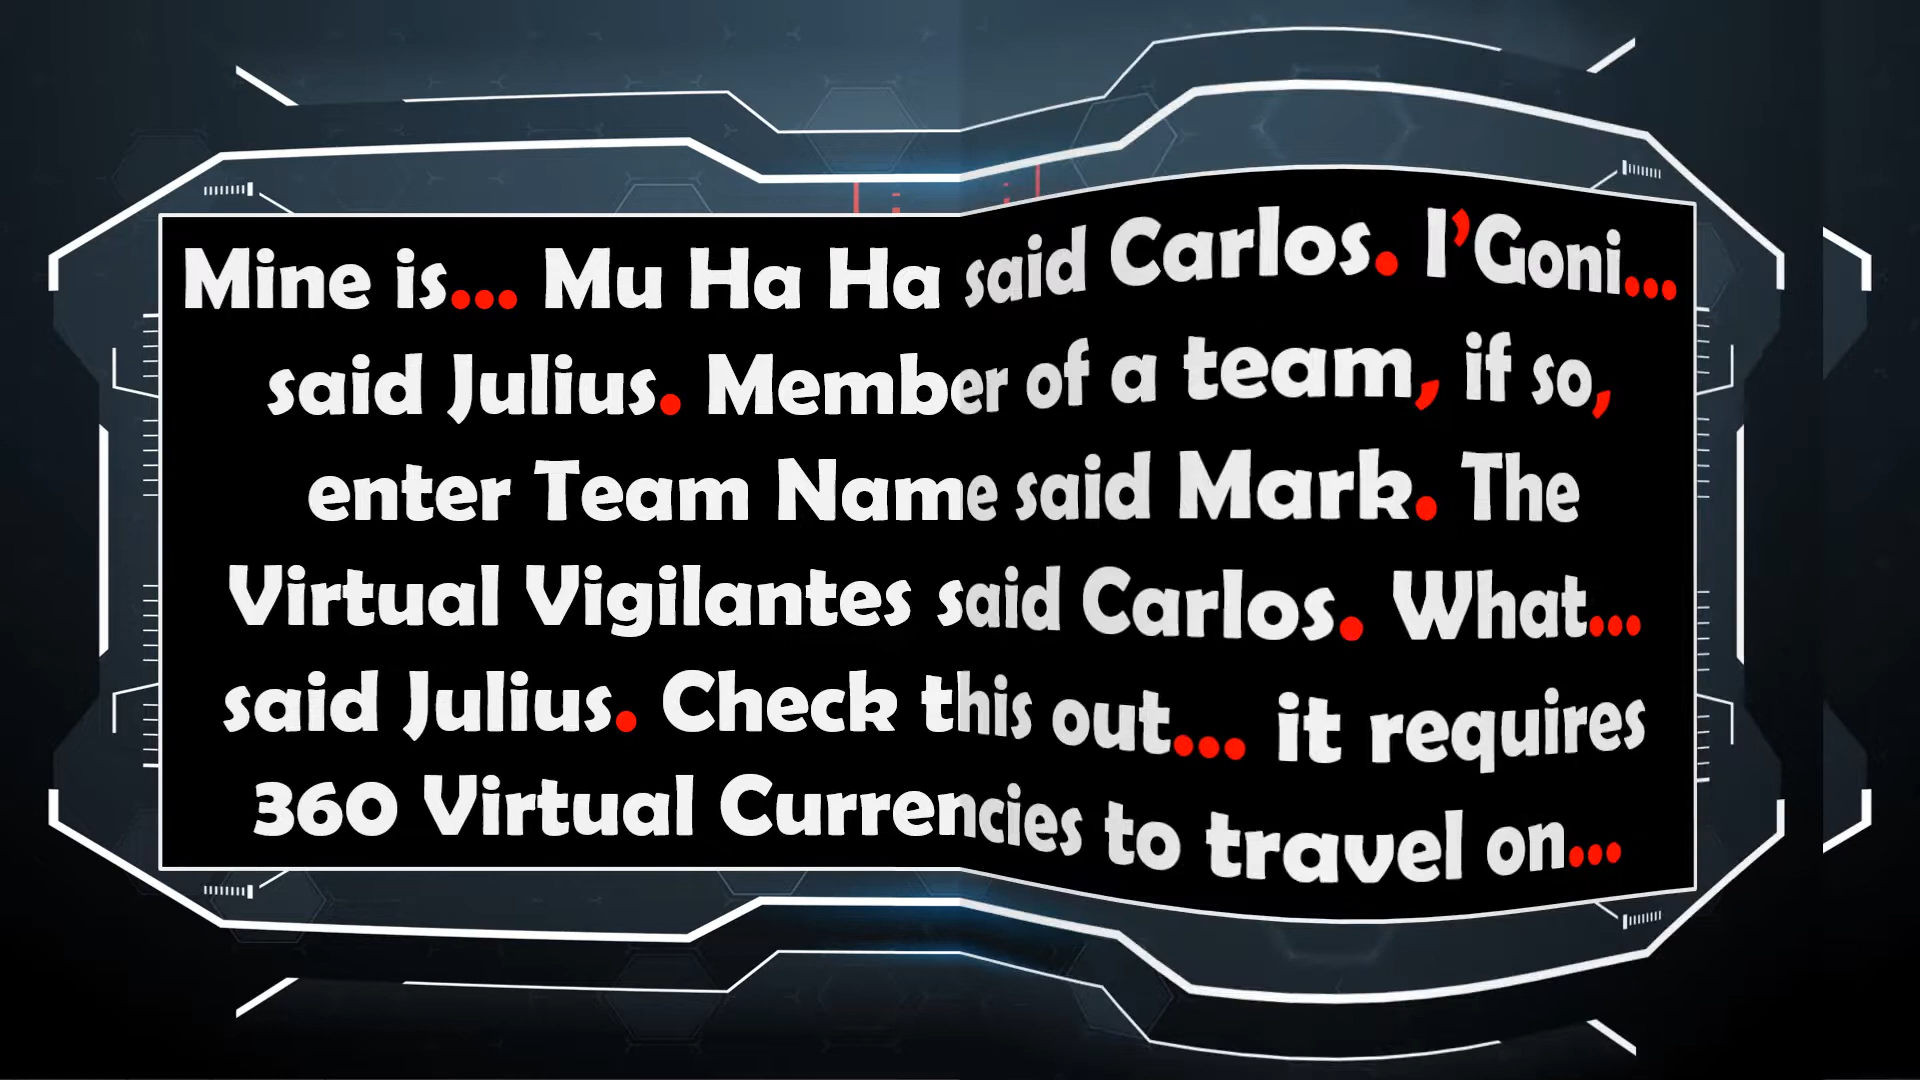 Mine is... Mu Ha Ha said Carlos. I’Goni...
said Julius. Member of a team, if so,
enter Team Name said Mark. The
Virtual Vigilantes said Carlos. What...
said Julius. Check this out... it requires
360 Virtual Currencies to travel on...